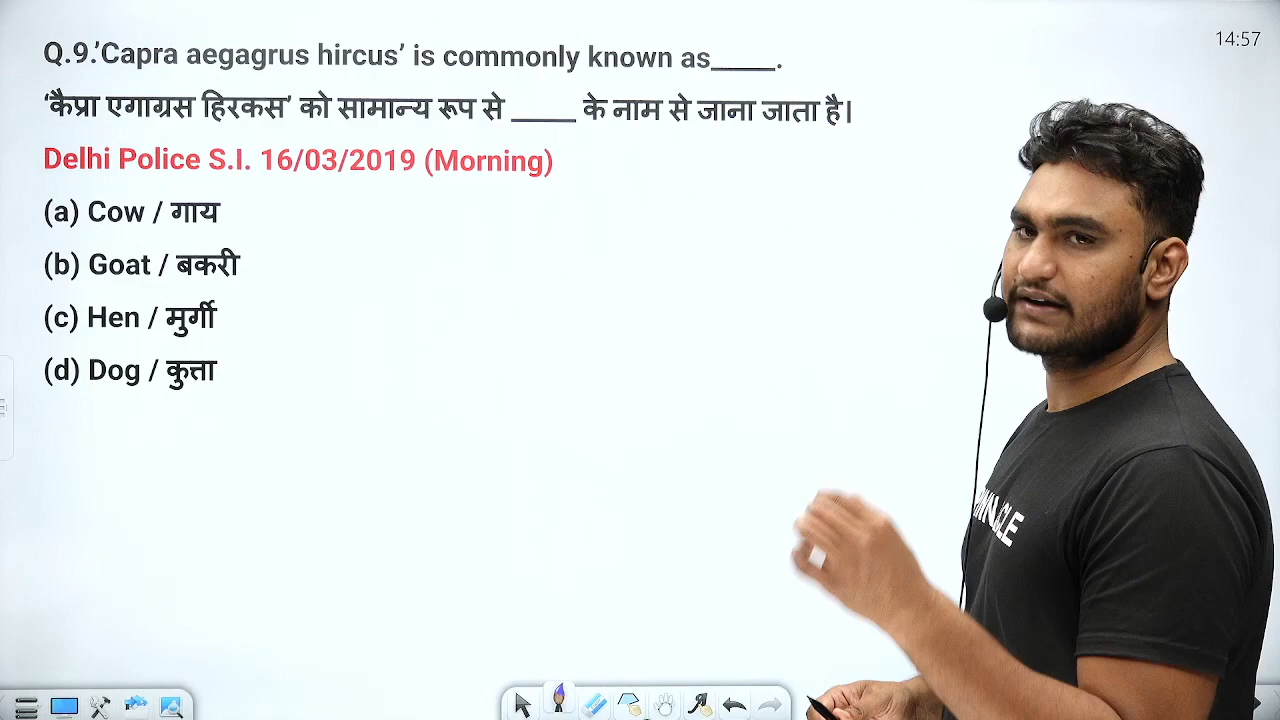 Q.9.’Capra aegagrus hircus’ is commonly known as_____.
14:57
‘कैप्रा एगाग्रस हिरकस’ को सामान्य रूप से _____ के नाम से जाना जाता है।
Delhi Police S.I. 16/03/2019 (Morning)
(a) Cow / गाय
(b) Goat / बकरी
(c) Hen / मुर्गी
(d) Dog / कुत्ता